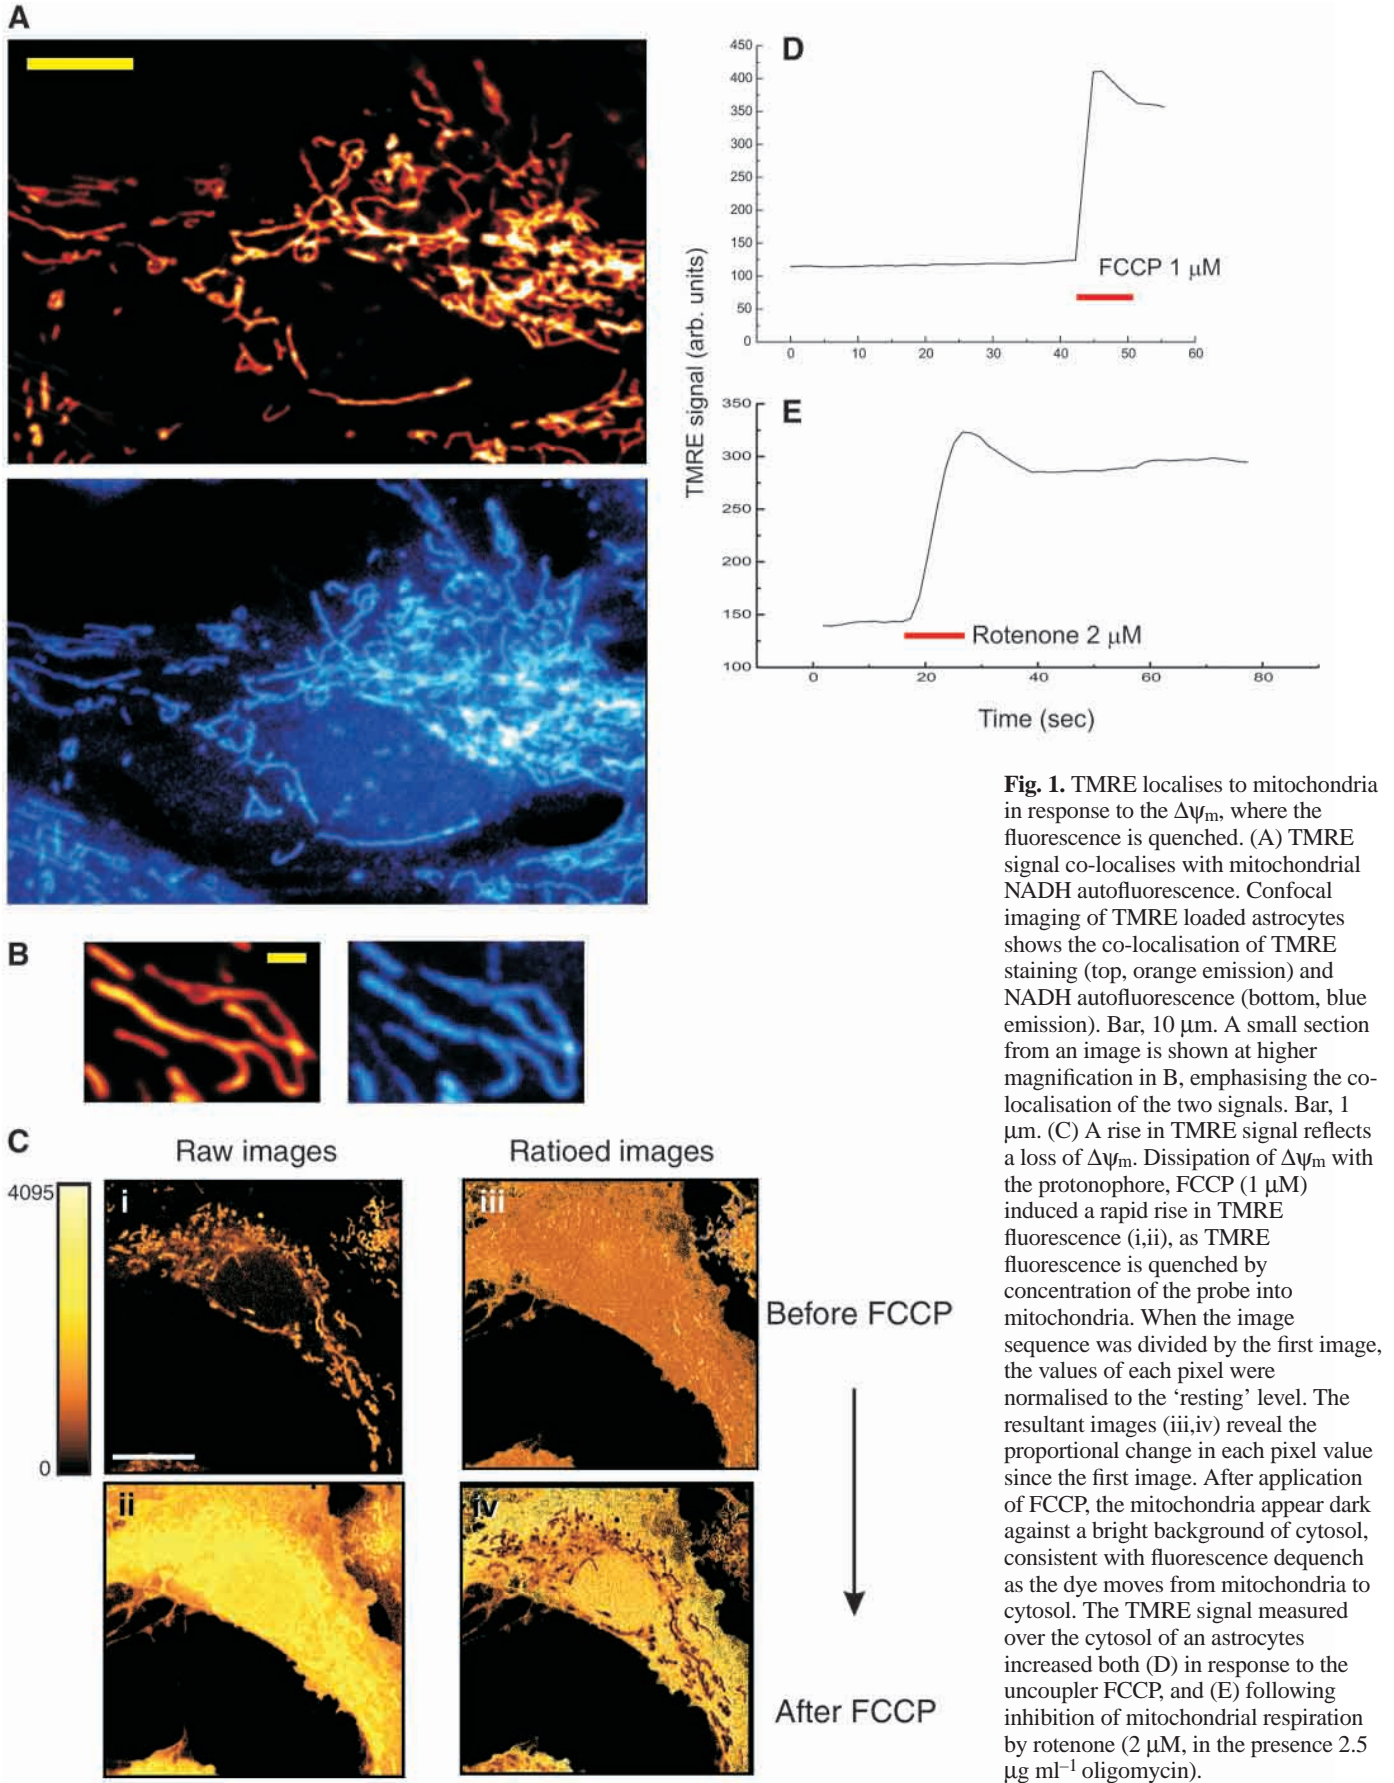 A
B
C
Raw images
Ratioed images
4095
0
i
iii
ii
iv
Before FCCP
After FCCP
D
450
400
350
300
250
200
150
100
50
0
0 10 20 30 40 50 60
FCCP 1 μM
TMRE signal (arb. units)
E
350
300
250
200
150
100
0 20 40 60 80
Rotenone 2 μM
Time (sec)
Fig. 1. TMRE localises to mitochondria
in response to the Δψm, where the
fluorescence is quenched. (A) TMRE
signal co-localises with mitochondrial
NADH autofluorescence. Confocal
imaging of TMRE loaded astrocytes
shows the co-localisation of TMRE
staining (top, orange emission) and
NADH autofluorescence (bottom, blue
emission). Bar, 10 μm. A small section
from an image is shown at higher
magnification in B, emphasising the co-
localisation of the two signals. Bar, 1
μm. (C) A rise in TMRE signal reflects
a loss of Δψm. Dissipation of Δψm with
the protonophore, FCCP (1 μM)
induced a rapid rise in TMRE
fluorescence (i,ii), as TMRE
fluorescence is quenched by
concentration of the probe into
mitochondria. When the image
sequence was divided by the first image,
the values of each pixel were
normalised to the ‘resting’ level. The
resultant images (iii,iv) reveal the
proportional change in each pixel value
since the first image. After application
of FCCP, the mitochondria appear dark
against a bright background of cytosol,
consistent with fluorescence dequench
as the dye moves from mitochondria to
cytosol. The TMRE signal measured
over the cytosol of an astrocytes
increased both (D) in response to the
uncoupler FCCP, and (E) following
inhibition of mitochondrial respiration
by rotenone (2 μM, in the presence 2.5
μg ml⁻¹ oligomycin).